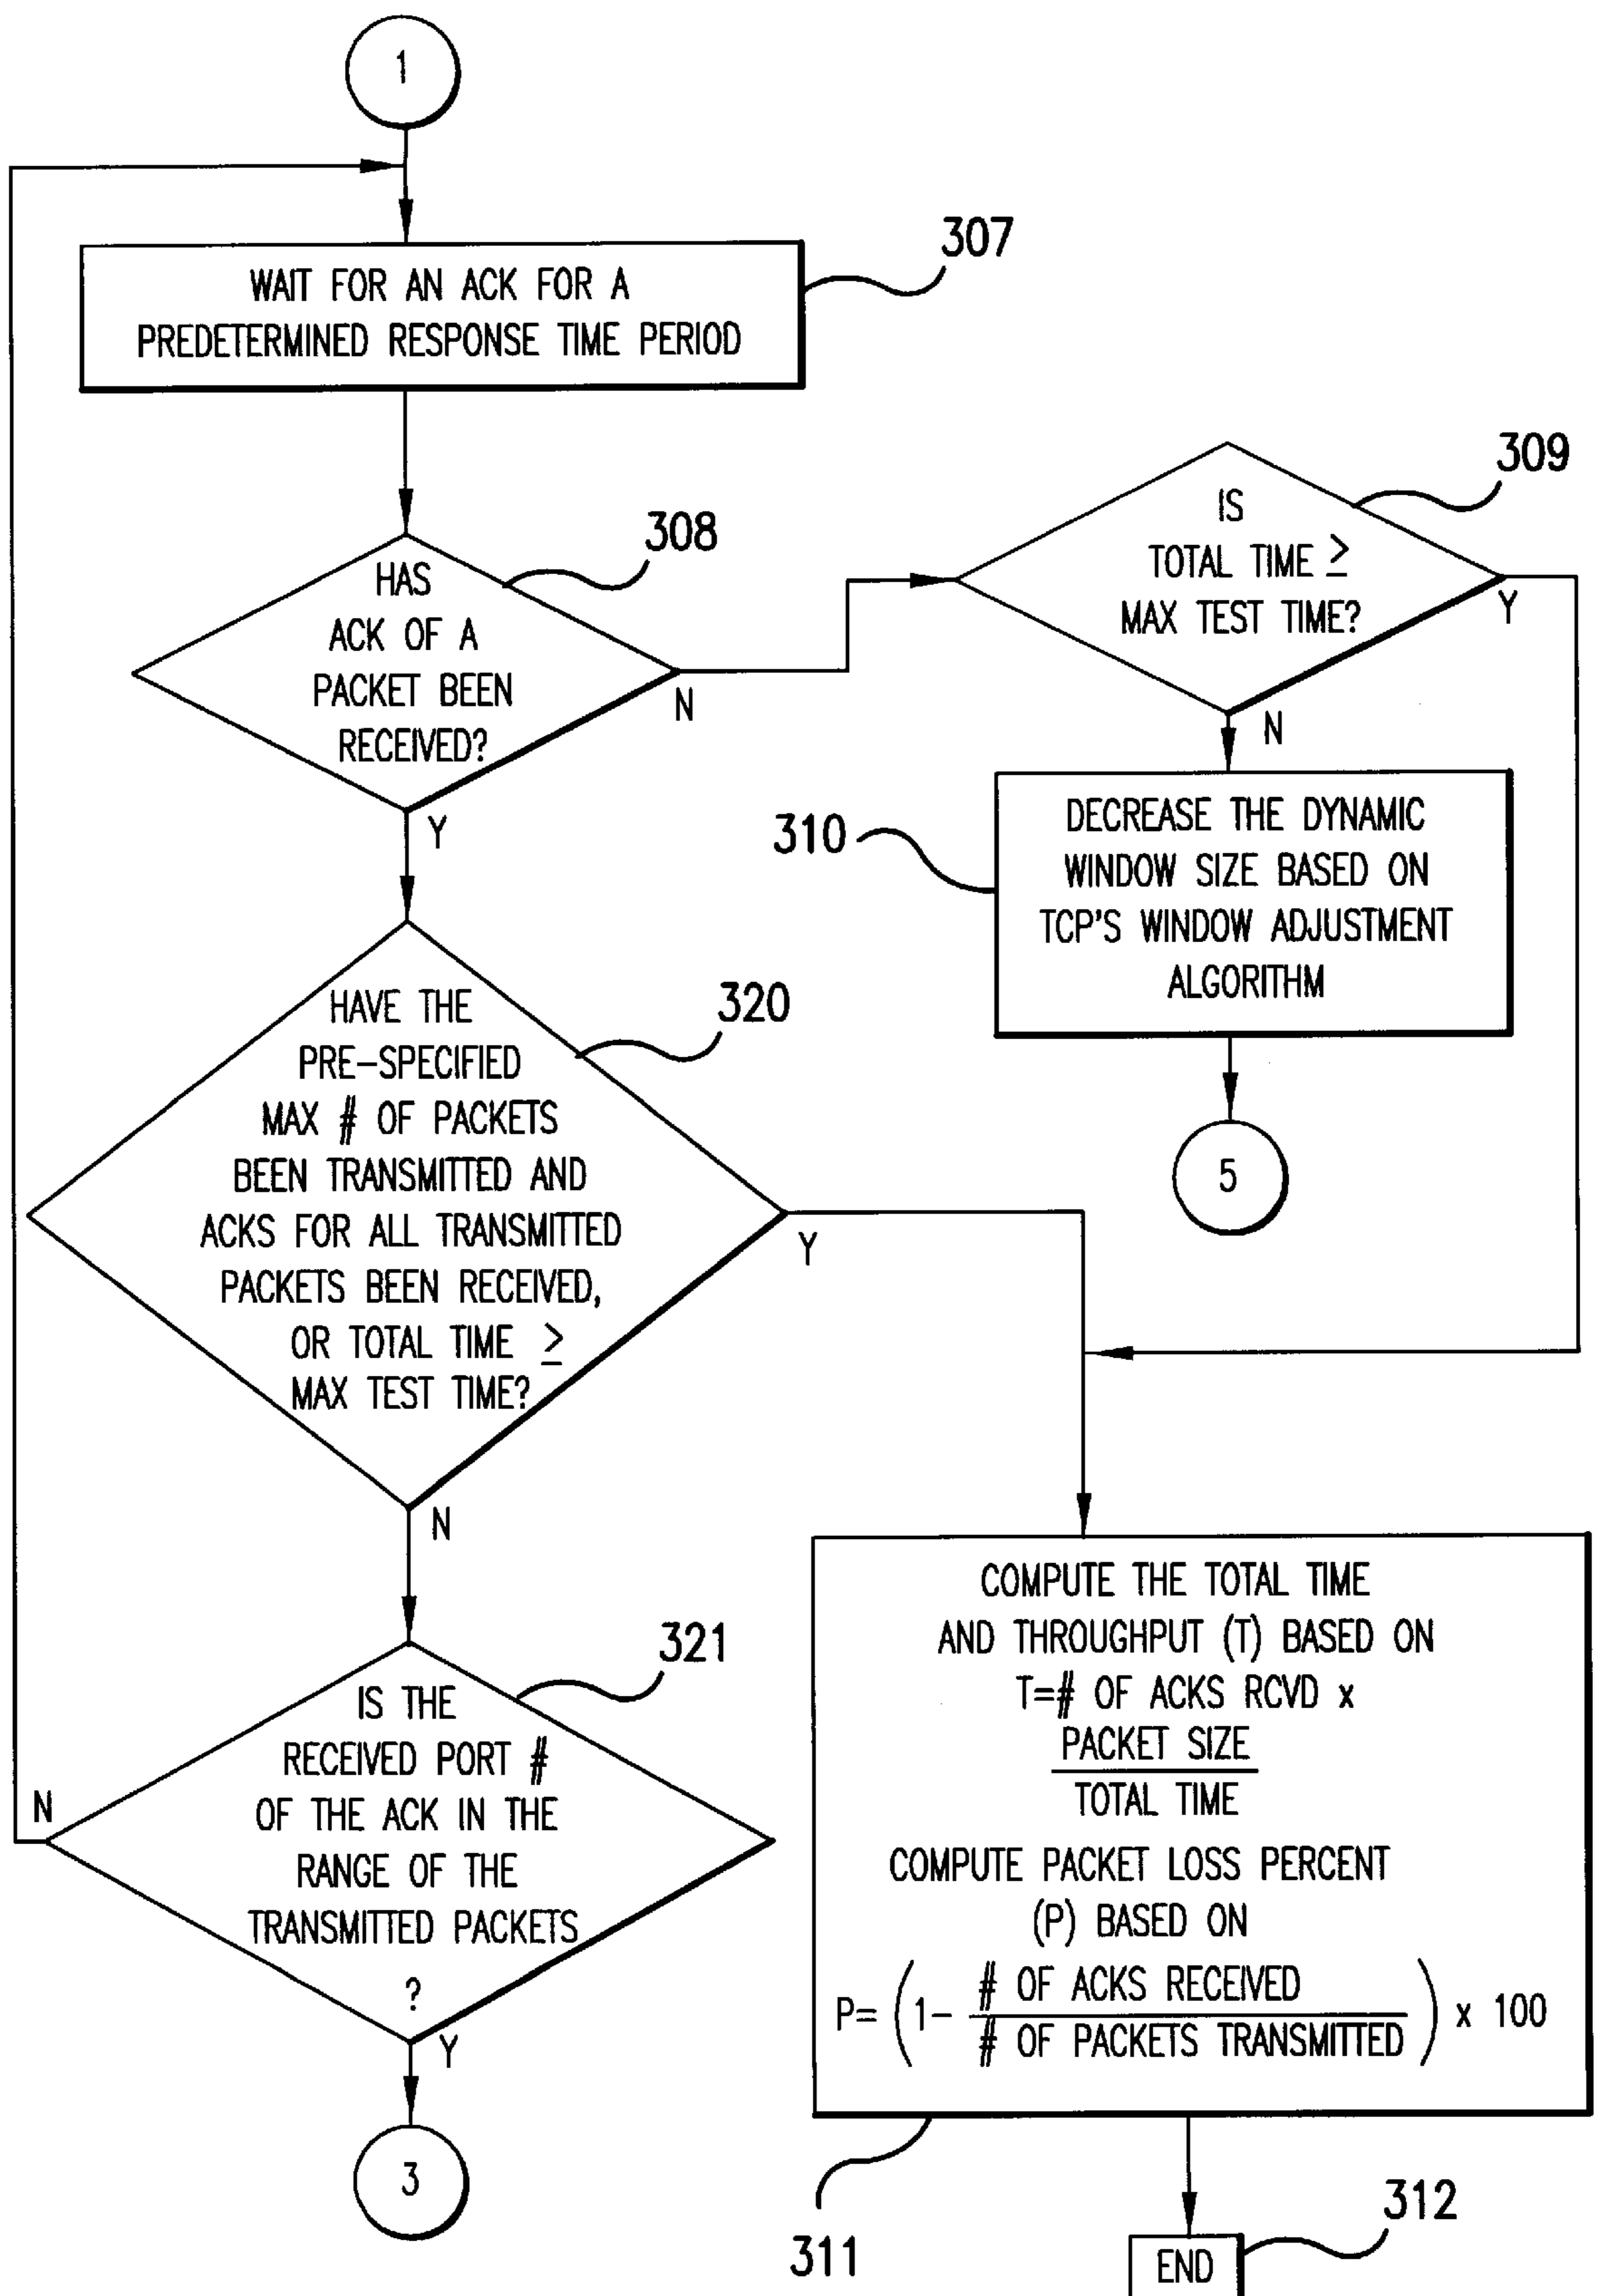 1
307
WAIT FOR AN ACK FOR A
PREDETERMINED RESPONSE TIME PERIOD
308
HAS
ACK OF A
PACKET BEEN
RECEIVED?
N
Y
309
IS
TOTAL TIME ≥
MAX TEST TIME?
Y
N
310
DECREASE THE DYNAMIC
WINDOW SIZE BASED ON
TCP'S WINDOW ADJUSTMENT
ALGORITHM
5
320
HAVE THE
PRE-SPECIFIED
MAX # OF PACKETS
BEEN TRANSMITTED AND
ACKS FOR ALL TRANSMITTED
PACKETS BEEN RECEIVED,
OR TOTAL TIME ≥
MAX TEST TIME?
Y
N
321
IS THE
RECEIVED PORT #
OF THE ACK IN THE
RANGE OF THE
TRANSMITTED PACKETS
?
N
Y
3
COMPUTE THE TOTAL TIME
AND THROUGHPUT (T) BASED ON
T=# OF ACKS RCVD x
PACKET SIZE
TOTAL TIME
COMPUTE PACKET LOSS PERCENT
(P) BASED ON
P= (1- # OF ACKS RECEIVED
# OF PACKETS TRANSMITTED) x 100
311
312
END